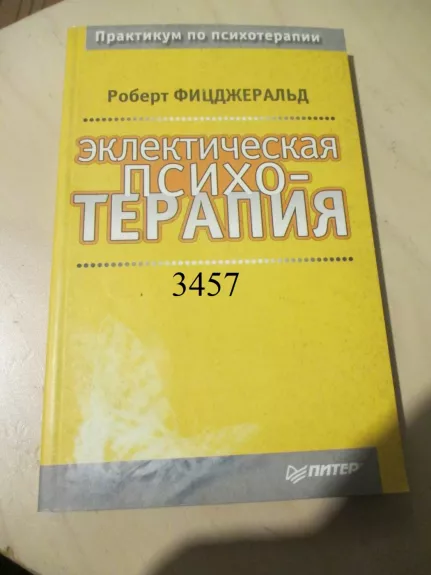 Практикум по психотерапии
Роберт ФИЦДЖЕРАЛЬД
ЭКЛЕКТИЧЕСКАЯ
ПСИХО-
ТЕРАПИЯ
3457
ПИТЕР